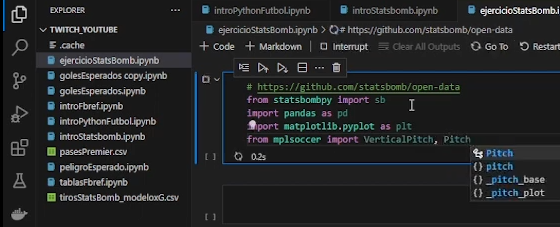 EXPLORER
TWITCH_YOUTUBE
.cache
ejercicioStatsBomb.ipynb
golesEsperados copy.ipynb
golesEsperados.ipynb
introFbref.ipynb
introPythonFutbol.ipynb
introStatsBomb.ipynb
pasesPremier.csv
peligroEsperado.ipynb
tablasFbref.ipynb
tirosStatsBomb_modeloxG.csv
introPythonFutbol.ipynb
introStatsBomb.ipynb
ejercicioStatsBomb.ipynb
ejercicioStatsBomb.ipynb > # https://github.com/statsbomb/open-data
+ Code + Markdown Interrupt Clear All Outputs Go To Restart
# https://github.com/statsbomb/open-data
from statsbombpy import sb
import pandas as pd
import matplotlib.pyplot as plt
from mplsoccer import VerticalPitch, Pitch
[ ] 0.2s
Pitch
pitch
_pitch_base
_pitch_plot
[ ]